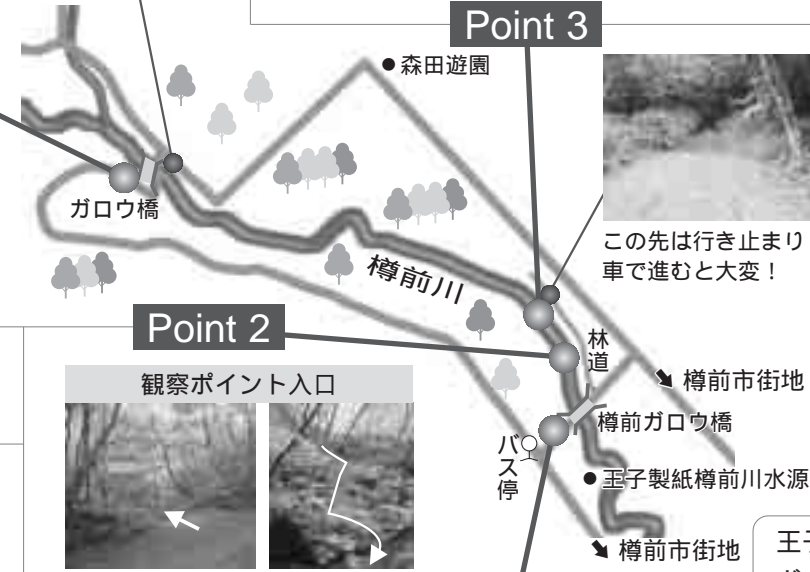 Point 3
●森田遊園
ガロウ橋
この先は行き止まり
車で進むと大変！
樽前川
Point 2
林道
観察ポイント入口
➘ 樽前市街地
樽前ガロウ橋
バス停
●王子製紙樽前川水源
➘ 樽前市街地